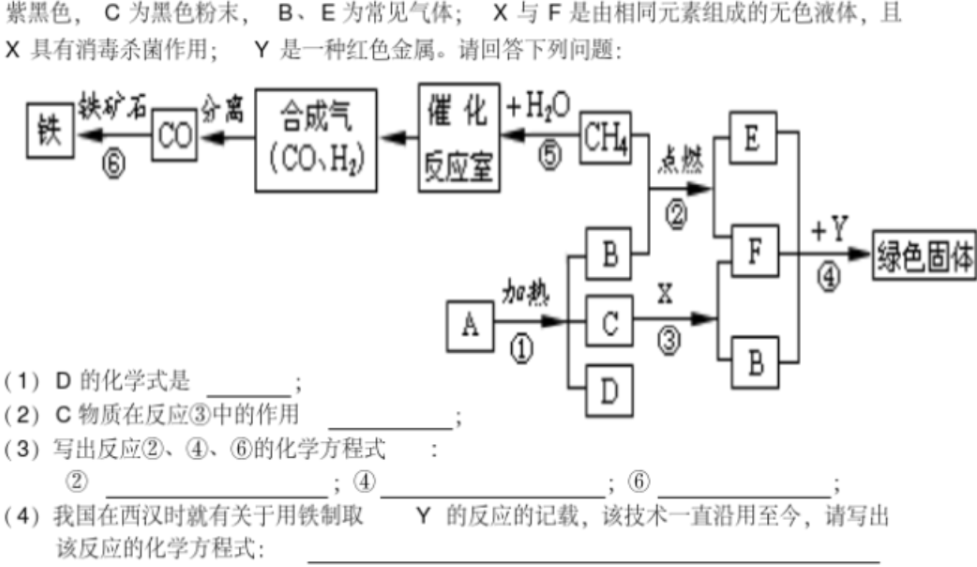 紫黑色， C 为黑色粉末， B、E 为常见气体； X 与 F 是由相同元素组成的无色液体，且
X 具有消毒杀菌作用； Y 是一种红色金属。请回答下列问题：
铁 铁矿石 ⑥ CO 分离 合成气 (CO、H₂) 催化 反应室 +H₂O ⑤ CH₄ 点燃 ② E
B F +Y ④ 绿色固体
A 加热 ① C X ③ B
D
(1) D 的化学式是 ______；
(2) C 物质在反应③中的作用 ______；
(3) 写出反应②、④、⑥的化学方程式 ：
② ______；④ ______；⑥ ______；
(4) 我国在西汉时就有关于用铁制取 Y 的反应的记载，该技术一直沿用至今，请写出
该反应的化学方程式： ______